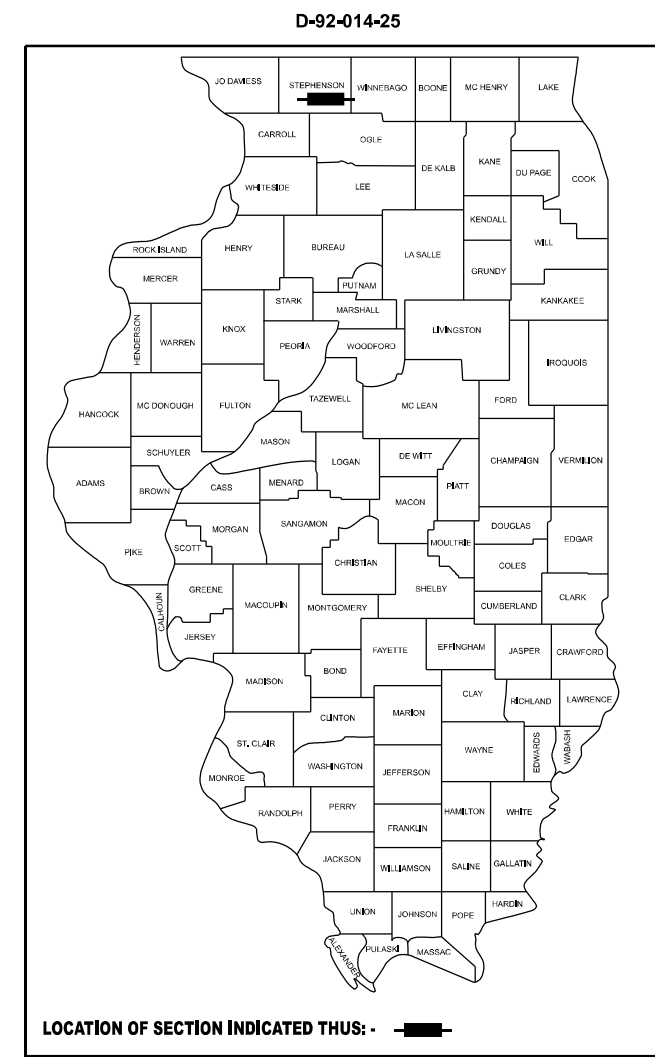 D-92-014-25
JO DAVIESS STEPHENSON WINNEBAGO BOONE MC HENRY LAKE
CARROLL OGLE DE KALB KANE DU PAGE COOK
WHITESIDE LEE
KENDALL
ROCK ISLAND HENRY BUREAU LA SALLE WILL
MERCER PUTNAM GRUNDY
STARK MARSHALL KANKAKEE
HENDERSON WARREN KNOX PEORIA WOODFORD LIVINGSTON
IROQUOIS
HANCOCK MC DONOUGH FULTON TAZEWELL MC LEAN FORD
MASON
SCHUYLER LOGAN DE WITT CHAMPAIGN VERMILION
ADAMS BROWN CASS MENARD PIATT
MACON
MORGAN SANGAMON DOUGLAS
PIKE SCOTT CHRISTIAN MOULTRIE EDGAR
COLES
CALHOUN GREENE MACOUPIN MONTGOMERY SHELBY CLARK
CUMBERLAND
JERSEY FAYETTE EFFINGHAM JASPER CRAWFORD
BOND
MADISON CLAY RICHLAND LAWRENCE
CLINTON MARION
ST. CLAIR WAYNE EDWARDS WABASH
WASHINGTON JEFFERSON
MONROE
RANDOLPH PERRY HAMILTON WHITE
FRANKLIN
JACKSON WILLIAMSON SALINE GALLATIN
HARDIN
UNION JOHNSON POPE
ALEXANDER PULASKI MASSAC
LOCATION OF SECTION INDICATED THUS: -